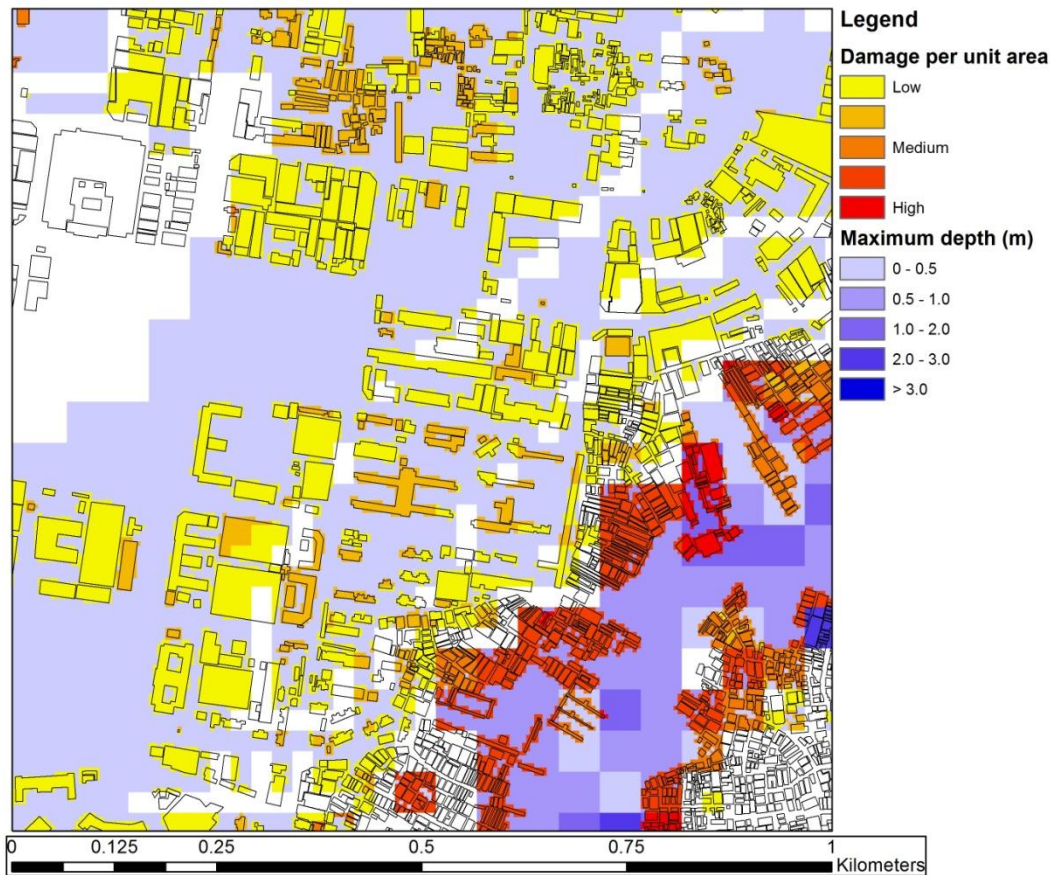 Legend
Damage per unit area
Low
Medium
High
Maximum depth (m)
0 - 0.5
0.5 - 1.0
1.0 - 2.0
2.0 - 3.0
> 3.0
0 0.125 0.25 0.5 0.75 1
Kilometers